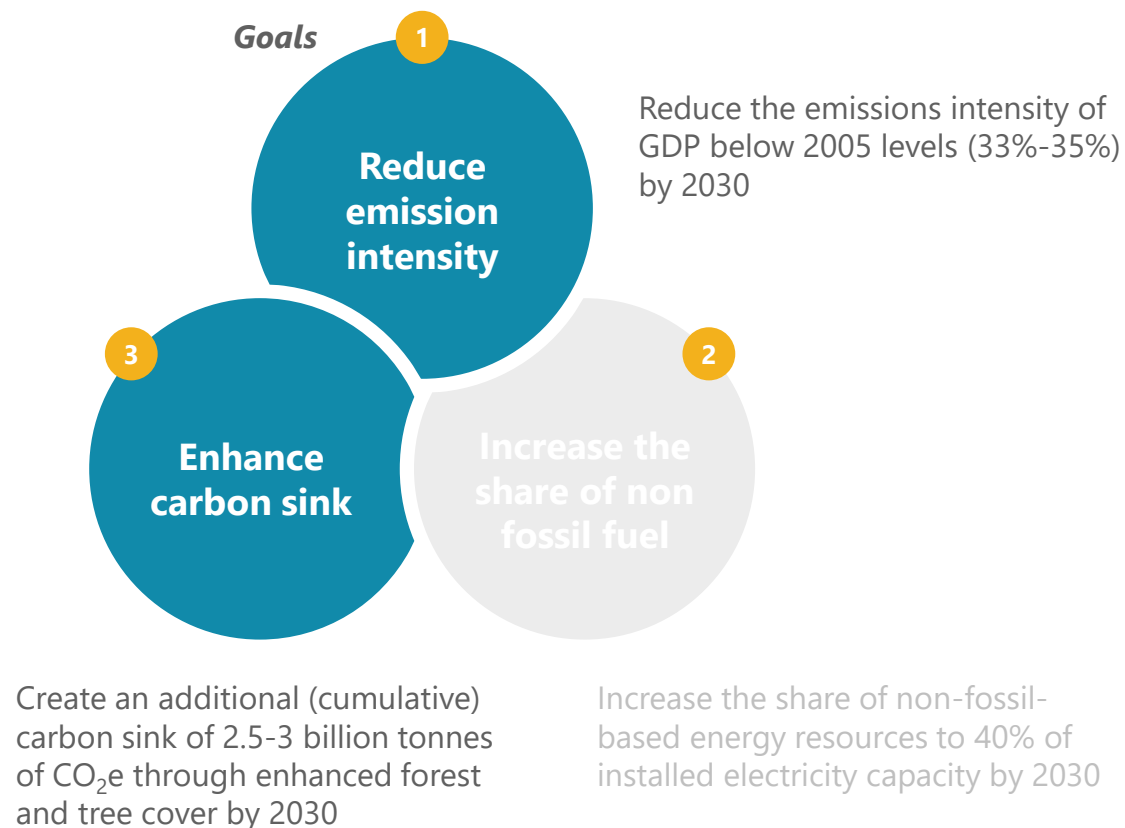 Goals
1
Reduce
emission
intensity
Reduce the emissions intensity of
GDP below 2005 levels (33%-35%)
by 2030
3
Enhance
carbon sink
2
Increase the
share of non
fossil fuel
Create an additional (cumulative)
carbon sink of 2.5-3 billion tonnes
of CO₂e through enhanced forest
and tree cover by 2030
Increase the share of non-fossil-
based energy resources to 40% of
installed electricity capacity by 2030